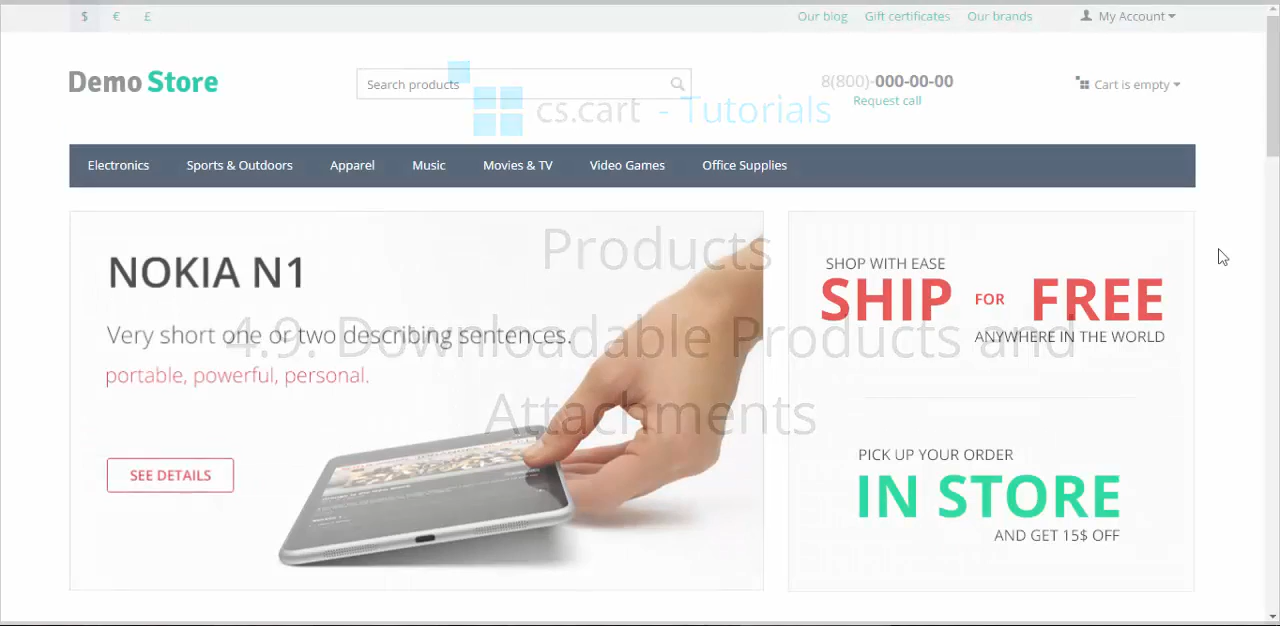 $ € £ Our blog Gift certificates Our brands My Account
Demo Store
Search products
8(800)-000-00-00
Request call
Cart is empty
cs.cart - Tutorials
Electronics Sports & Outdoors Apparel Music Movies & TV Video Games Office Supplies
Products
4.9. Downloadable Products and
Attachments
NOKIA N1
Very short one or two describing sentences.
portable, powerful, personal.
SEE DETAILS
SHOP WITH EASE
SHIP FOR FREE
ANYWHERE IN THE WORLD
PICK UP YOUR ORDER
IN STORE
AND GET 15$ OFF